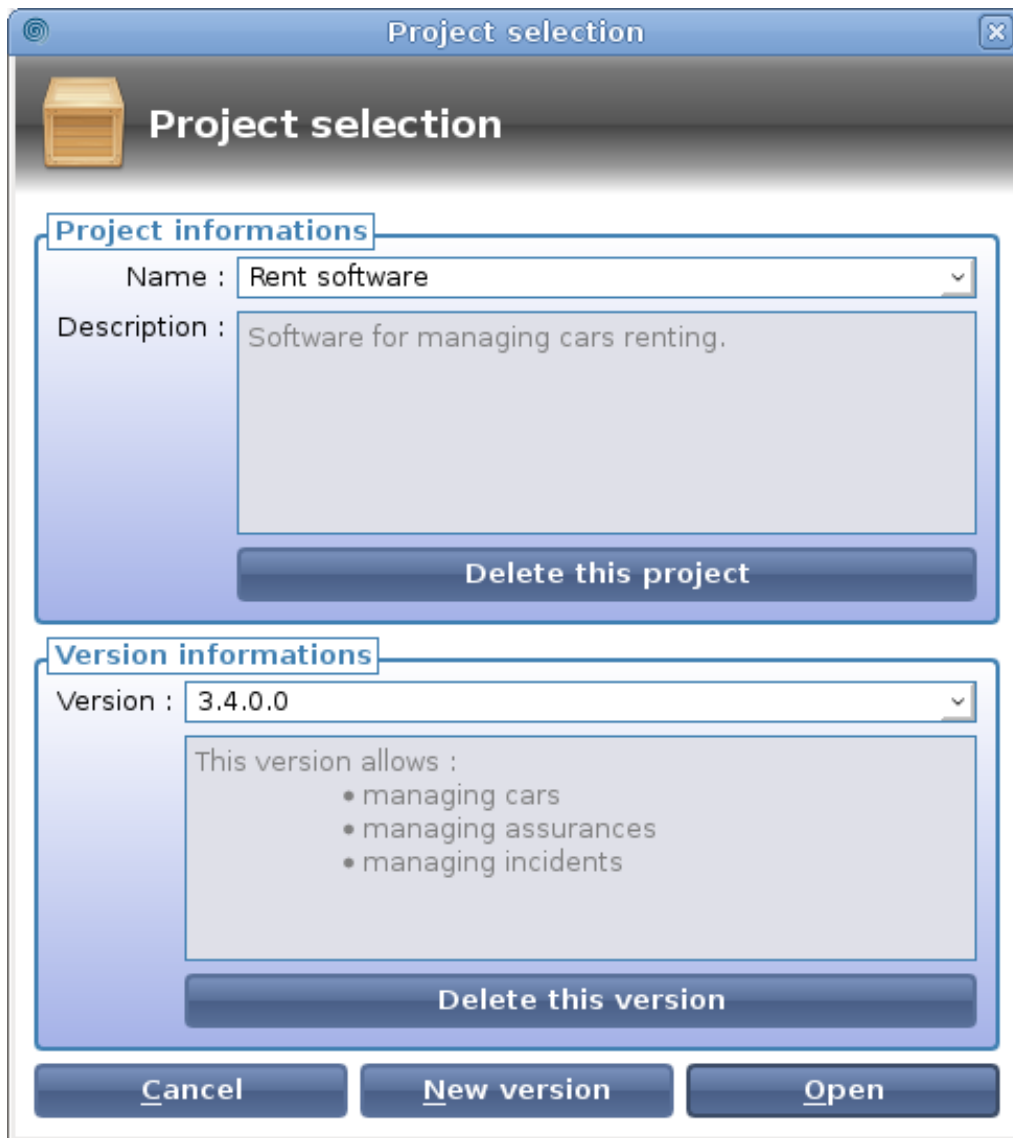 Project selection
Project selection
Project informations
Name : Rent software
Description : Software for managing cars renting.
Delete this project
Version informations
Version : 3.4.0.0
This version allows :
• managing cars
• managing assurances
• managing incidents
Delete this version
Cancel New version Open